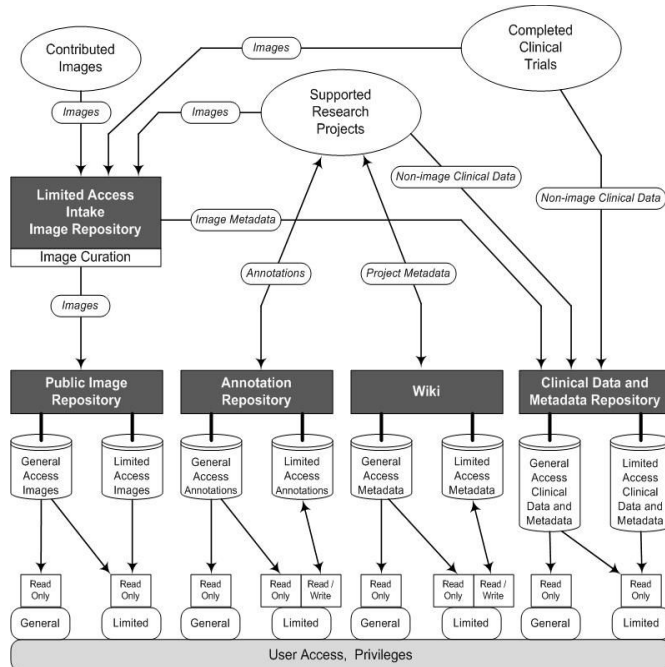 Contributed
Images
Images
Completed
Clinical
Trials
Supported
Research
Projects
Images
Images
Limited Access
Intake
Image Repository
Image Curation
Non-image Clinical Data
Non-image Clinical Data
Image Metadata
Annotations
Project Metadata
Images
Public Image
Repository
Annotation
Repository
Wiki
Clinical Data and
Metadata Repository
General
Access
Images
Limited
Access
Images
General
Access
Annotations
Limited
Access
Annotations
General
Access
Metadata
Limited
Access
Metadata
General
Access
Clinical
Data and
Metadata
Limited
Access
Clinical
Data and
Metadata
Read
Only
Read
Only
Read
Only
Read
Only
Read /
Write
Read
Only
Read
Only
Read /
Write
Read
Only
Read
Only
General
Limited
General
Limited
General
Limited
General
Limited
User Access, Privileges